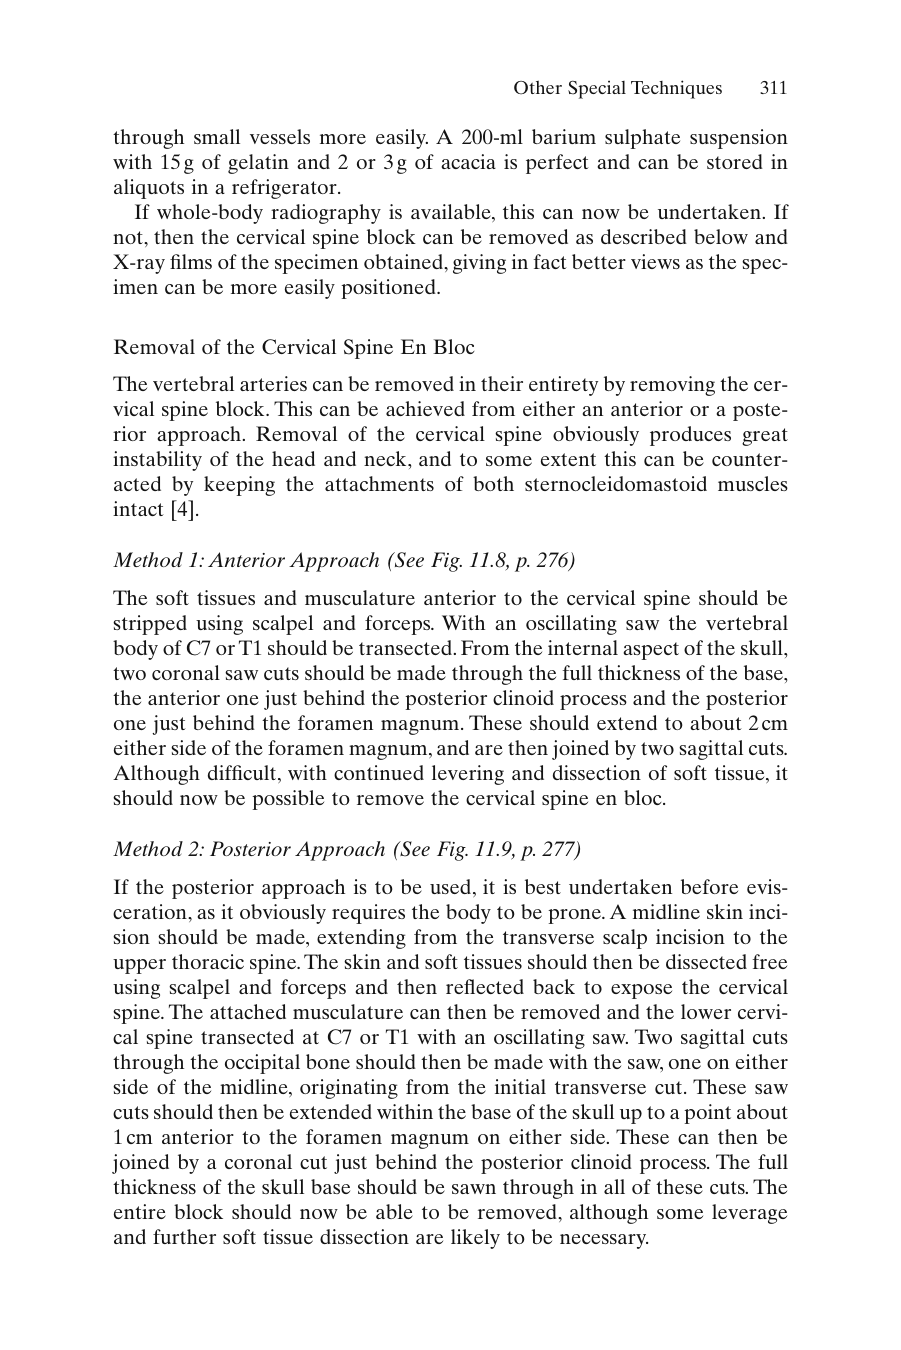 Other Special Techniques 311
through small vessels more easily. A 200-ml barium sulphate suspension
with 15 g of gelatin and 2 or 3 g of acacia is perfect and can be stored in
aliquots in a refrigerator.
If whole-body radiography is available, this can now be undertaken. If
not, then the cervical spine block can be removed as described below and
X-ray films of the specimen obtained, giving in fact better views as the spec-
imen can be more easily positioned.
Removal of the Cervical Spine En Bloc
The vertebral arteries can be removed in their entirety by removing the cer-
vical spine block. This can be achieved from either an anterior or a poste-
rior approach. Removal of the cervical spine obviously produces great
instability of the head and neck, and to some extent this can be counter-
acted by keeping the attachments of both sternocleidomastoid muscles
intact [4].
Method 1: Anterior Approach (See Fig. 11.8, p. 276)
The soft tissues and musculature anterior to the cervical spine should be
stripped using scalpel and forceps. With an oscillating saw the vertebral
body of C7 or T1 should be transected. From the internal aspect of the skull,
two coronal saw cuts should be made through the full thickness of the base,
the anterior one just behind the posterior clinoid process and the posterior
one just behind the foramen magnum. These should extend to about 2 cm
either side of the foramen magnum, and are then joined by two sagittal cuts.
Although difficult, with continued levering and dissection of soft tissue, it
should now be possible to remove the cervical spine en bloc.
Method 2: Posterior Approach (See Fig. 11.9, p. 277)
If the posterior approach is to be used, it is best undertaken before evis-
ceration, as it obviously requires the body to be prone. A midline skin inci-
sion should be made, extending from the transverse scalp incision to the
upper thoracic spine. The skin and soft tissues should then be dissected free
using scalpel and forceps and then reflected back to expose the cervical
spine. The attached musculature can then be removed and the lower cervi-
cal spine transected at C7 or T1 with an oscillating saw. Two sagittal cuts
through the occipital bone should then be made with the saw, one on either
side of the midline, originating from the initial transverse cut. These saw
cuts should then be extended within the base of the skull up to a point about
1 cm anterior to the foramen magnum on either side. These can then be
joined by a coronal cut just behind the posterior clinoid process. The full
thickness of the skull base should be sawn through in all of these cuts. The
entire block should now be able to be removed, although some leverage
and further soft tissue dissection are likely to be necessary.